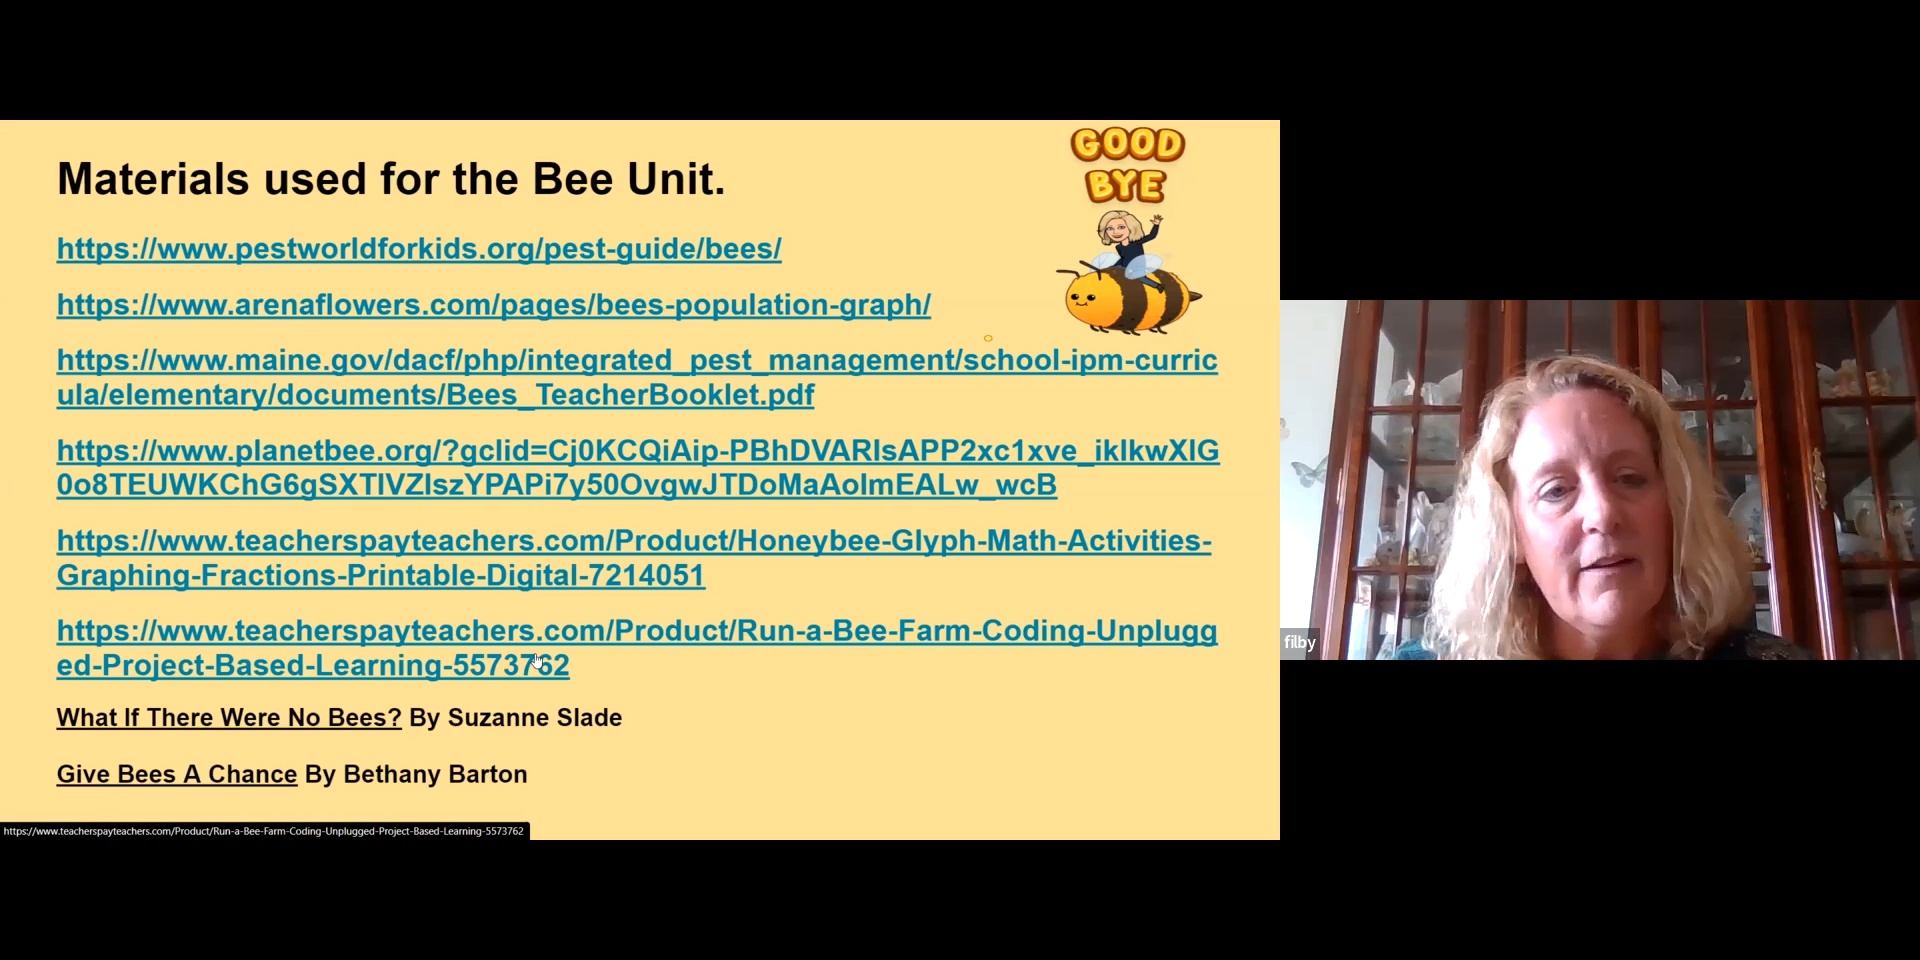 GOOD
BYE
Materials used for the Bee Unit.
https://www.pestworldforkids.org/pest-guide/bees/
https://www.arenaflowers.com/pages/bees-population-graph/
https://www.maine.gov/dacf/php/integrated_pest_management/school-ipm-curric
ula/elementary/documents/Bees_TeacherBooklet.pdf
https://www.planetbee.org/?gclid=Cj0KCQiAip-PBhDVARIsAPP2xc1xve_ikIkwXIG
0o8TEUWKChG6gSXTIVZIszYPAPi7y50OvgwJTDoMaAolmEALw_wcB
https://www.teacherspayteachers.com/Product/Honeybee-Glyph-Math-Activities-
Graphing-Fractions-Printable-Digital-7214051
https://www.teacherspayteachers.com/Product/Run-a-Bee-Farm-Coding-Unplugg
ed-Project-Based-Learning-5573762
What If There Were No Bees? By Suzanne Slade
Give Bees A Chance By Bethany Barton
https://www.teacherspayteachers.com/Product/Run-a-Bee-Farm-Coding-Unplugged-Project-Based-Learning-5573762
filby